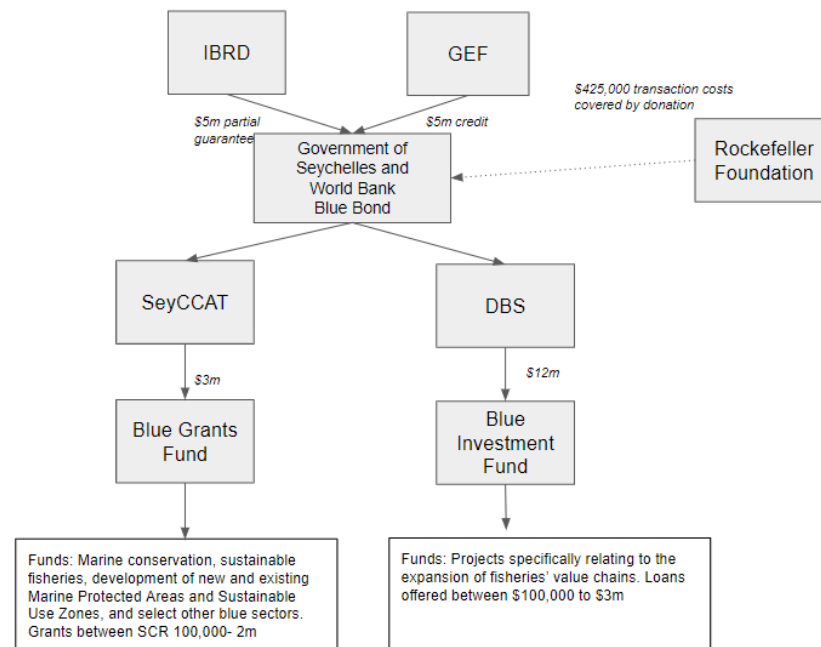 IBRD
GEF
$425,000 transaction costs
covered by donation
$5m partial
guarantee
$5m credit
Government of
Seychelles and
World Bank
Blue Bond
Rockefeller
Foundation
SeyCCAT
DBS
$3m
$12m
Blue Grants
Fund
Blue
Investment
Fund
Funds: Marine conservation, sustainable
fisheries, development of new and existing
Marine Protected Areas and Sustainable
Use Zones, and select other blue sectors.
Grants between SCR 100,000- 2m
Funds: Projects specifically relating to the
expansion of fisheries' value chains. Loans
offered between $100,000 to $3m